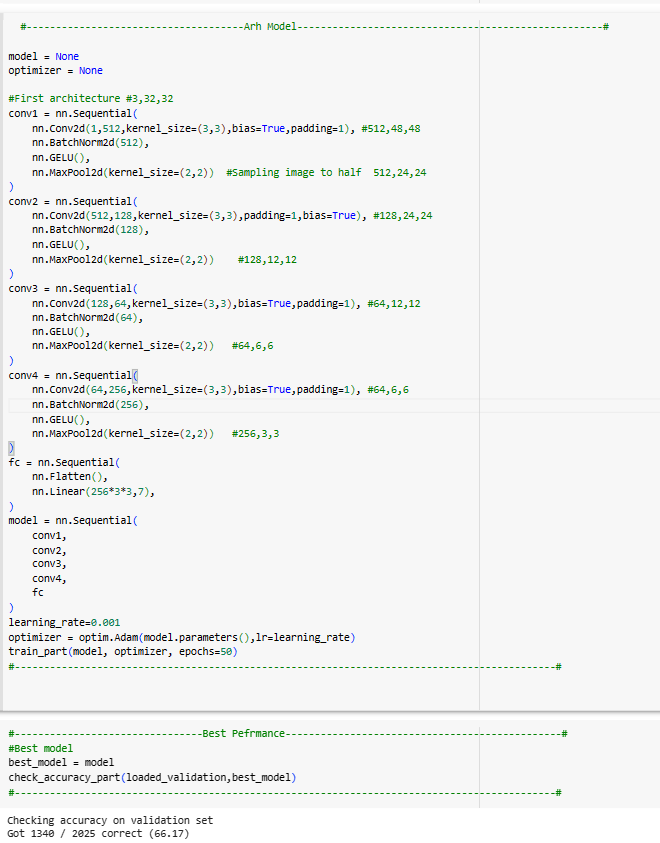 #-----------------------------------Arh Model-------------------------------------------------#
model = None
optimizer = None
#First architecture #3,32,32
conv1 = nn.Sequential(
    nn.Conv2d(1,512,kernel_size=(3,3),bias=True,padding=1), #512,48,48
    nn.BatchNorm2d(512),
    nn.GELU(),
    nn.MaxPool2d(kernel_size=(2,2))  #Sampling image to half  512,24,24
)
conv2 = nn.Sequential(
    nn.Conv2d(512,128,kernel_size=(3,3),padding=1,bias=True), #128,24,24
    nn.BatchNorm2d(128),
    nn.GELU(),
    nn.MaxPool2d(kernel_size=(2,2))    #128,12,12
)
conv3 = nn.Sequential(
    nn.Conv2d(128,64,kernel_size=(3,3),bias=True,padding=1), #64,12,12
    nn.BatchNorm2d(64),
    nn.GELU(),
    nn.MaxPool2d(kernel_size=(2,2))   #64,6,6
)
conv4 = nn.Sequential(
    nn.Conv2d(64,256,kernel_size=(3,3),bias=True,padding=1), #64,6,6
    nn.BatchNorm2d(256),
    nn.GELU(),
    nn.MaxPool2d(kernel_size=(2,2))   #256,3,3
)
fc = nn.Sequential(
    nn.Flatten(),
    nn.Linear(256*3*3,7),
)
model = nn.Sequential(
    conv1,
    conv2,
    conv3,
    conv4,
    fc
)
learning_rate=0.001
optimizer = optim.Adam(model.parameters(),lr=learning_rate)
train_part(model, optimizer, epochs=50)
#------------------------------------------------------------------------------------------#
#------------------------------Best Pefrmance--------------------------------------------#
#Best model
best_model = model
check_accuracy_part(loaded_validation,best_model)
#------------------------------------------------------------------------------------------#
Checking accuracy on validation set
Got 1340 / 2025 correct (66.17)